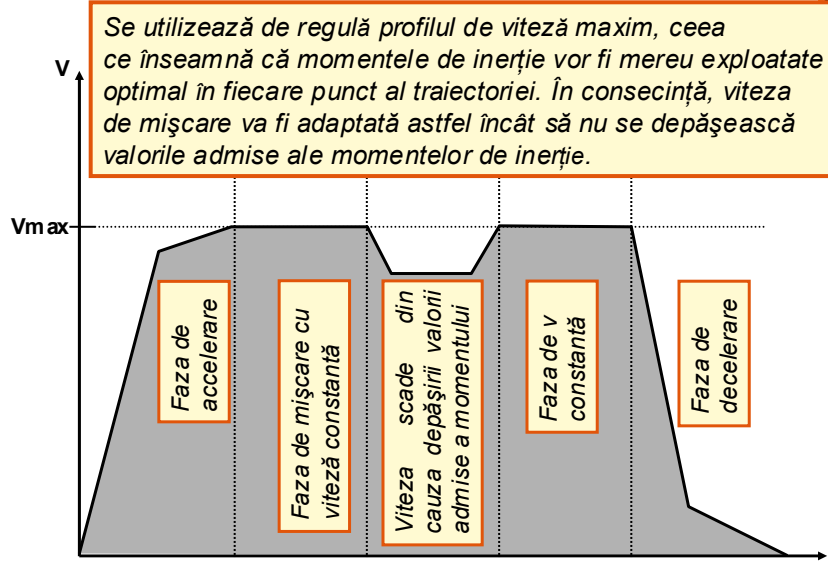 Se utilizează de regulă profilul de viteză maxim, ceea
ce înseamnă că momentele de inerţie vor fi mereu exploatate
optimal în fiecare punct al traiectoriei. În consecinţă, viteza
de mişcare va fi adaptată astfel încât să nu se depăşească
valorile admise ale momentelor de inerţie.
V
Vmax
Faza de
accelerare
Faza de mişcare cu
viteză constantă
Viteza scade din
cauza depăşirii valorii
admise a momentului
Faza de v
constantă
Faza de
decelerare